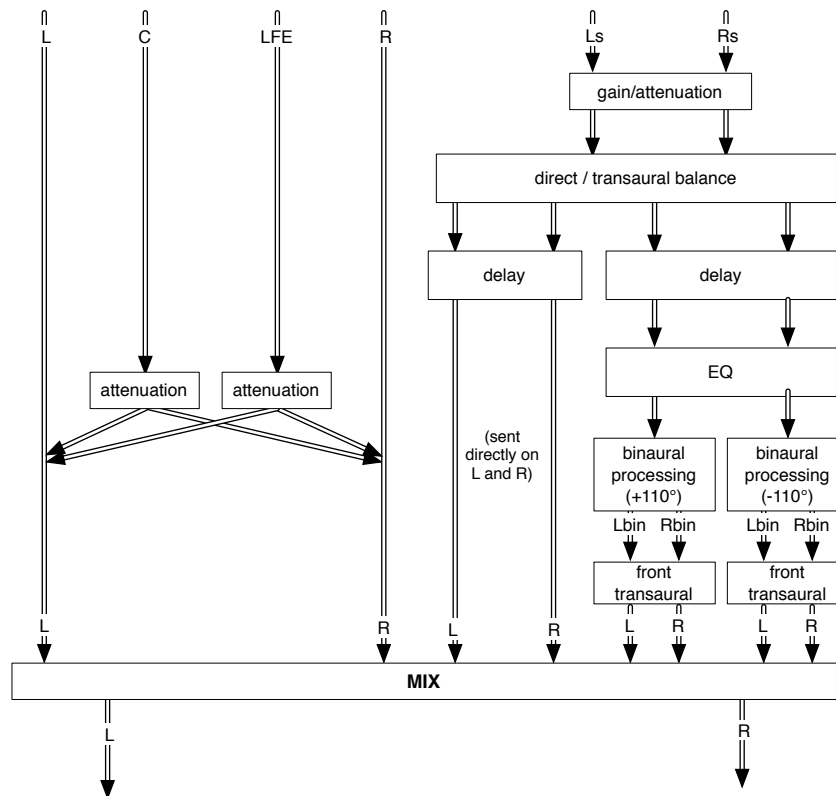 L C LFE R Ls Rs
gain/attenuation
direct / transaural balance
delay delay
attenuation attenuation EQ
(sent
directly on
L and R)
binaural
processing
(+110°)
binaural
processing
(-110°)
Lbin Rbin Lbin Rbin
front
transaural
front
transaural
L R L R L R L R
MIX
L R